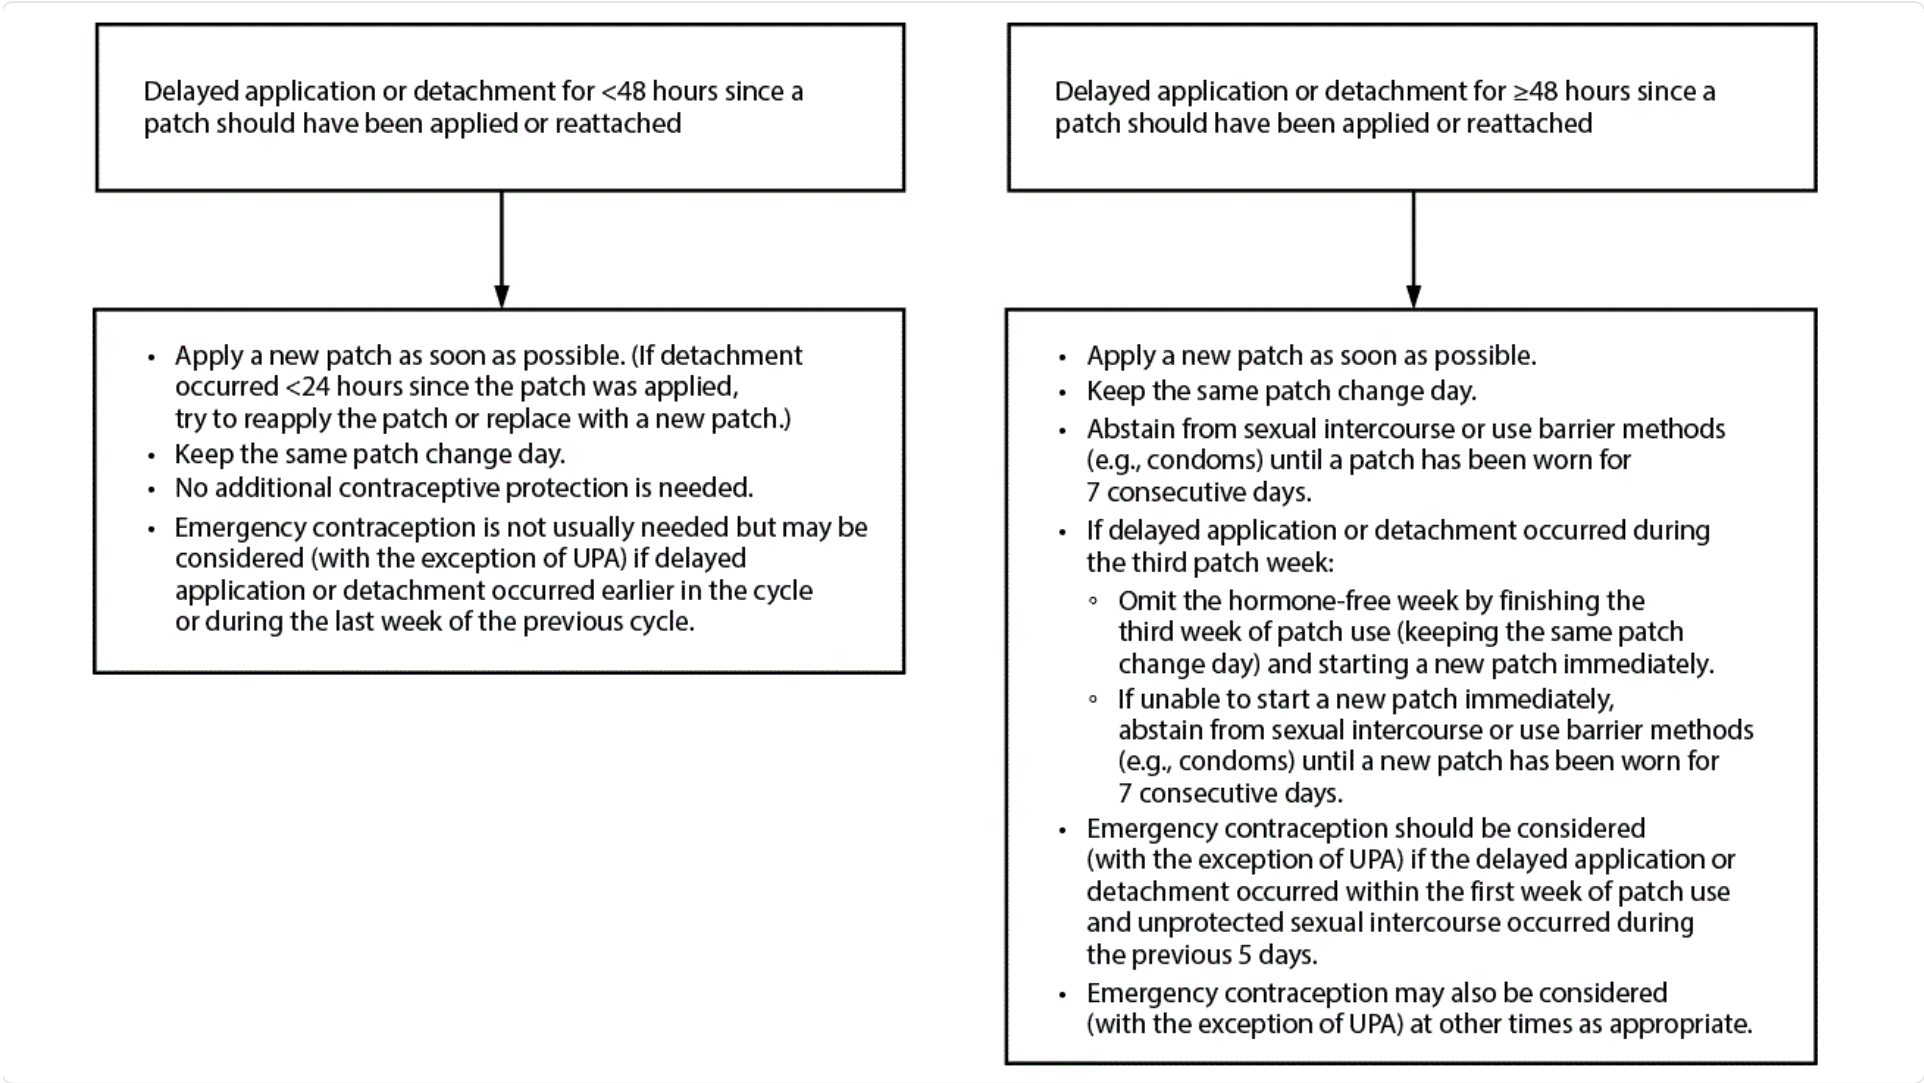 Delayed application or detachment for <48 hours since a
patch should have been applied or reattached
• Apply a new patch as soon as possible. (If detachment
occurred <24 hours since the patch was applied,
try to reapply the patch or replace with a new patch.)
• Keep the same patch change day.
• No additional contraceptive protection is needed.
• Emergency contraception is not usually needed but may be
considered (with the exception of UPA) if delayed
application or detachment occurred earlier in the cycle
or during the last week of the previous cycle.
Delayed application or detachment for ≥48 hours since a
patch should have been applied or reattached
• Apply a new patch as soon as possible.
• Keep the same patch change day.
• Abstain from sexual intercourse or use barrier methods
(e.g., condoms) until a patch has been worn for
7 consecutive days.
• If delayed application or detachment occurred during
the third patch week:
◦ Omit the hormone-free week by finishing the
third week of patch use (keeping the same patch
change day) and starting a new patch immediately.
◦ If unable to start a new patch immediately,
abstain from sexual intercourse or use barrier methods
(e.g., condoms) until a new patch has been worn for
7 consecutive days.
• Emergency contraception should be considered
(with the exception of UPA) if the delayed application or
detachment occurred within the first week of patch use
and unprotected sexual intercourse occurred during
the previous 5 days.
• Emergency contraception may also be considered
(with the exception of UPA) at other times as appropriate.